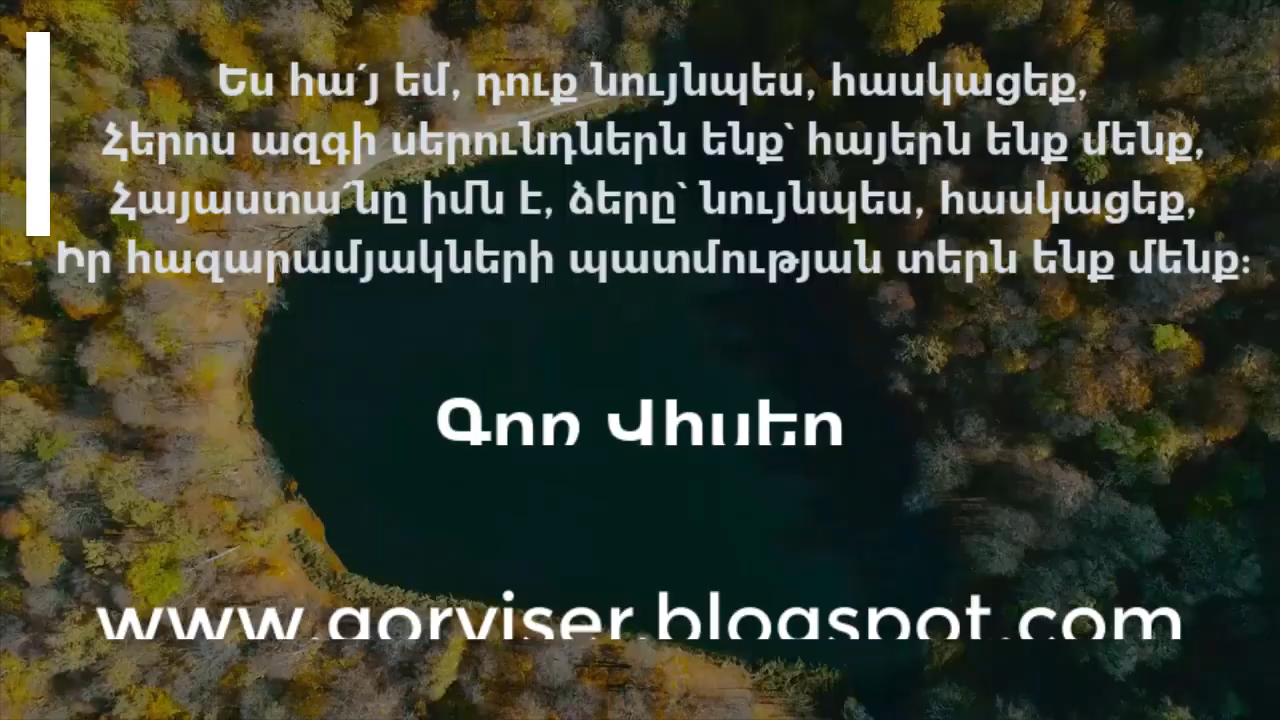 Ես հա՛յ եմ, դուք նույնպես, հասկացեք,
Հերոս ազգի սերունդներն ենք՝ հայերն ենք մենք,
Հայաստա՜նը իմն է, ձերը՝ նույնպես, հասկացեք,
Իր հազարամյակների պատմության տերն ենք մենք։
Գոռ Վիսեր
www.gorviser.blogspot.com